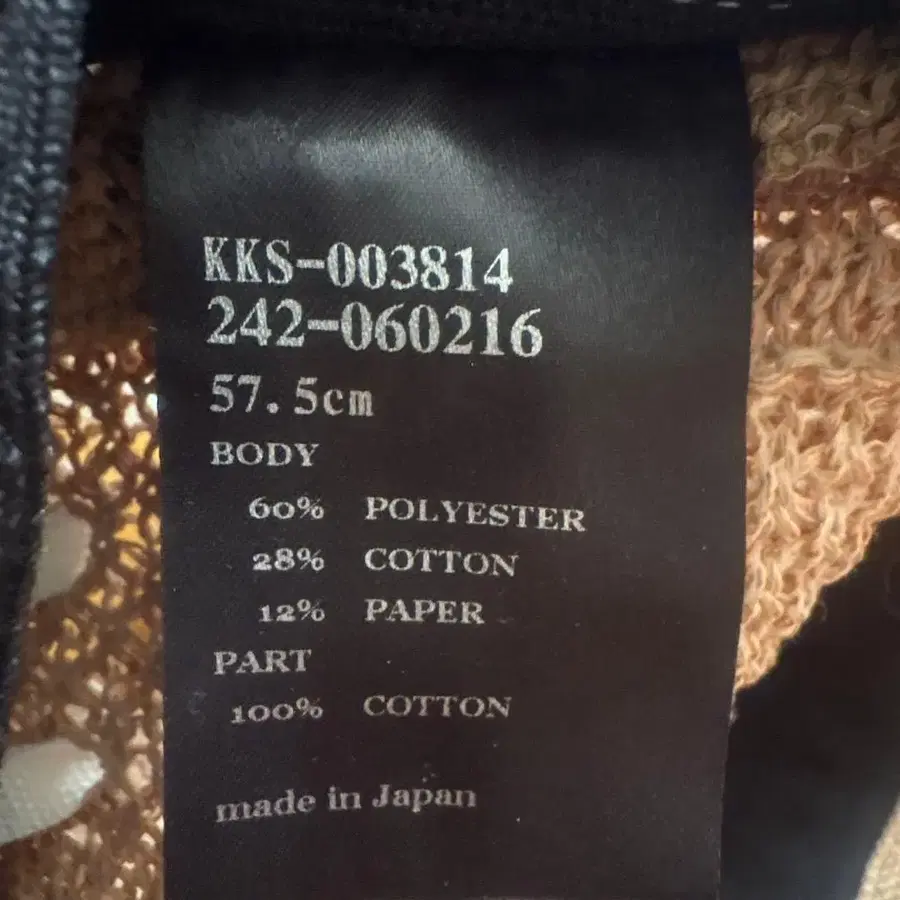 KKS-003814
242-060216
57.5cm
BODY
60% POLYESTER
28% COTTON
12% PAPER
PART
100% COTTON
made in Japan